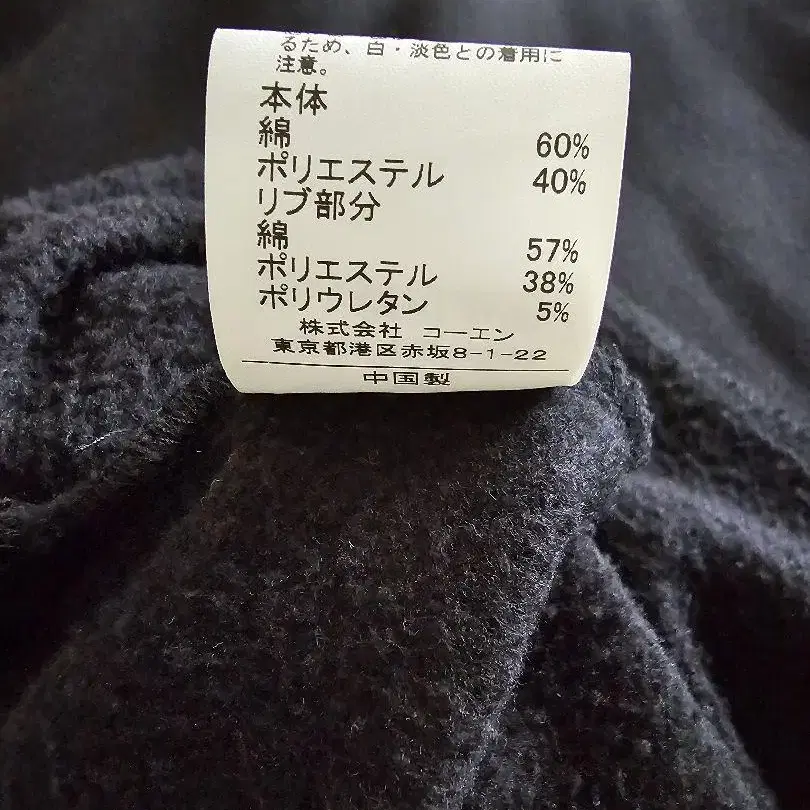 るため、白・淡色との着用に
注意。
本体
綿 60%
ポリエステル 40%
リブ部分
綿 57%
ポリエステル 38%
ポリウレタン 5%
株式会社 コーエン
東京都港区赤坂8-1-22
中国製